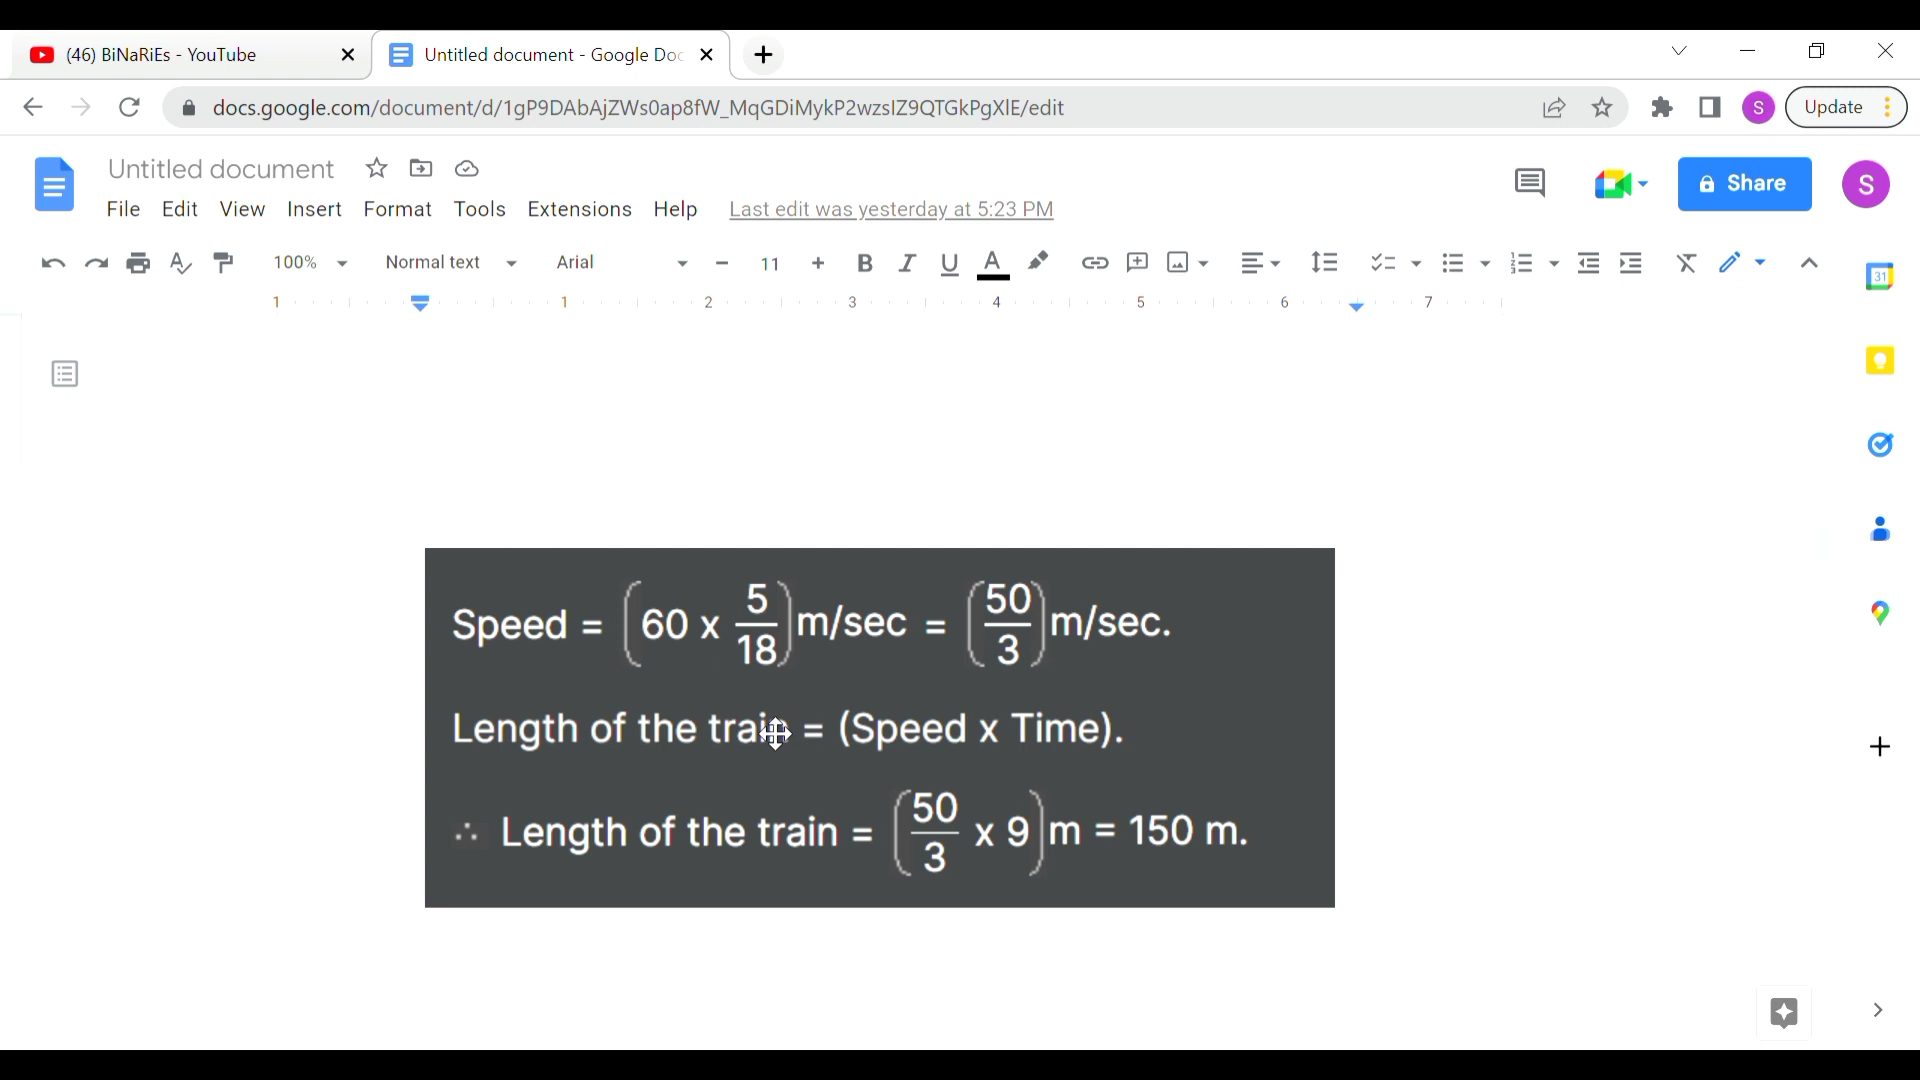 (46) BiNaRiEs - YouTube
Untitled document - Google Doc
docs.google.com/document/d/1gP9DAbAjZWs0ap8fW_MqGDiMykP2wzsIZ9QTGkPgXlE/edit
S
Update
Untitled document
Share
S
File Edit View Insert Format Tools Extensions Help Last edit was yesterday at 5:23 PM
100% Normal text Arial - 11 + B I U A
31
1 1 2 3 4 5 6 7
Speed = (60 x 5/18) m/sec = (50/3) m/sec.
Length of the train = (Speed x Time).
∴ Length of the train = (50/3 x 9) m = 150 m.